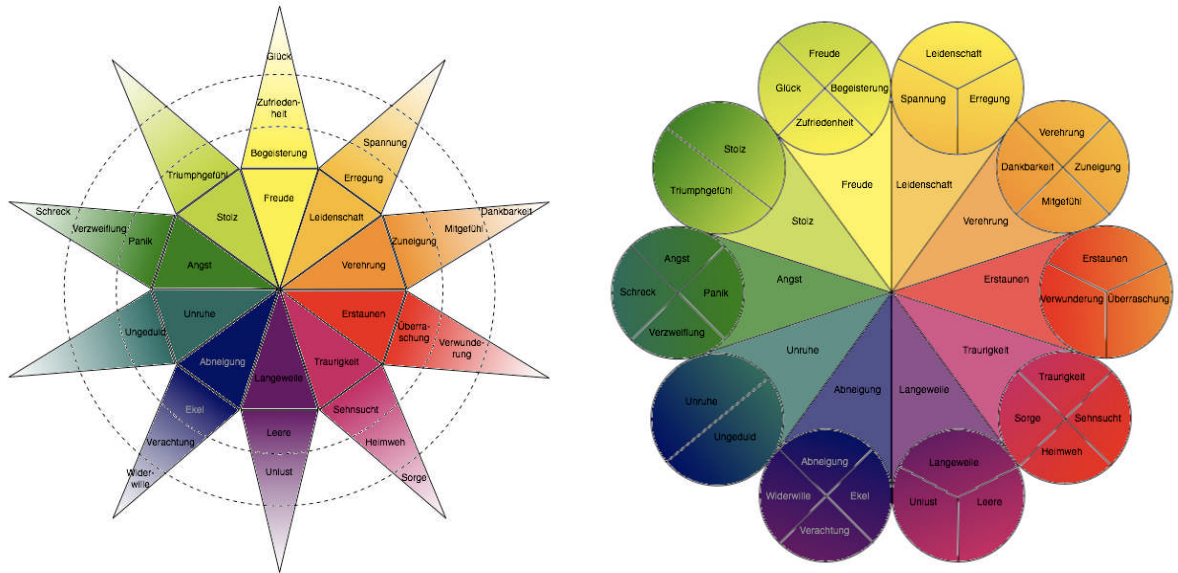 Glück
Zufrieden-
heit
Begeisterung
Freude
Spannung
Erregung
Leidenschaft
Dankbarkeit
Mitgefühl
Zuneigung
Verehrung
Erstaunen
Überra-
schung
Verwunde-
rung
Traurigkeit
Sehnsucht
Heimweh
Sorge
Langeweile
Leere
Unlust
Abneigung
Ekel
Verachtung
Wider-
wille
Unruhe
Ungeduld
Angst
Panik
Verzweiflung
Schreck
Stolz
Triumphgefühl
Freude
Glück
Begeisterung
Zufriedenheit
Freude
Leidenschaft
Spannung
Erregung
Leidenschaft
Verehrung
Dankbarkeit
Zuneigung
Mitgefühl
Verehrung
Erstaunen
Verwunderung
Überraschung
Erstaunen
Traurigkeit
Sorge
Sehnsucht
Heimweh
Traurigkeit
Langeweile
Unlust
Leere
Langeweile
Abneigung
Widerwille
Ekel
Verachtung
Abneigung
Unruhe
Ungeduld
Unruhe
Angst
Schreck
Panik
Verzweiflung
Angst
Stolz
Triumphgefühl
Stolz